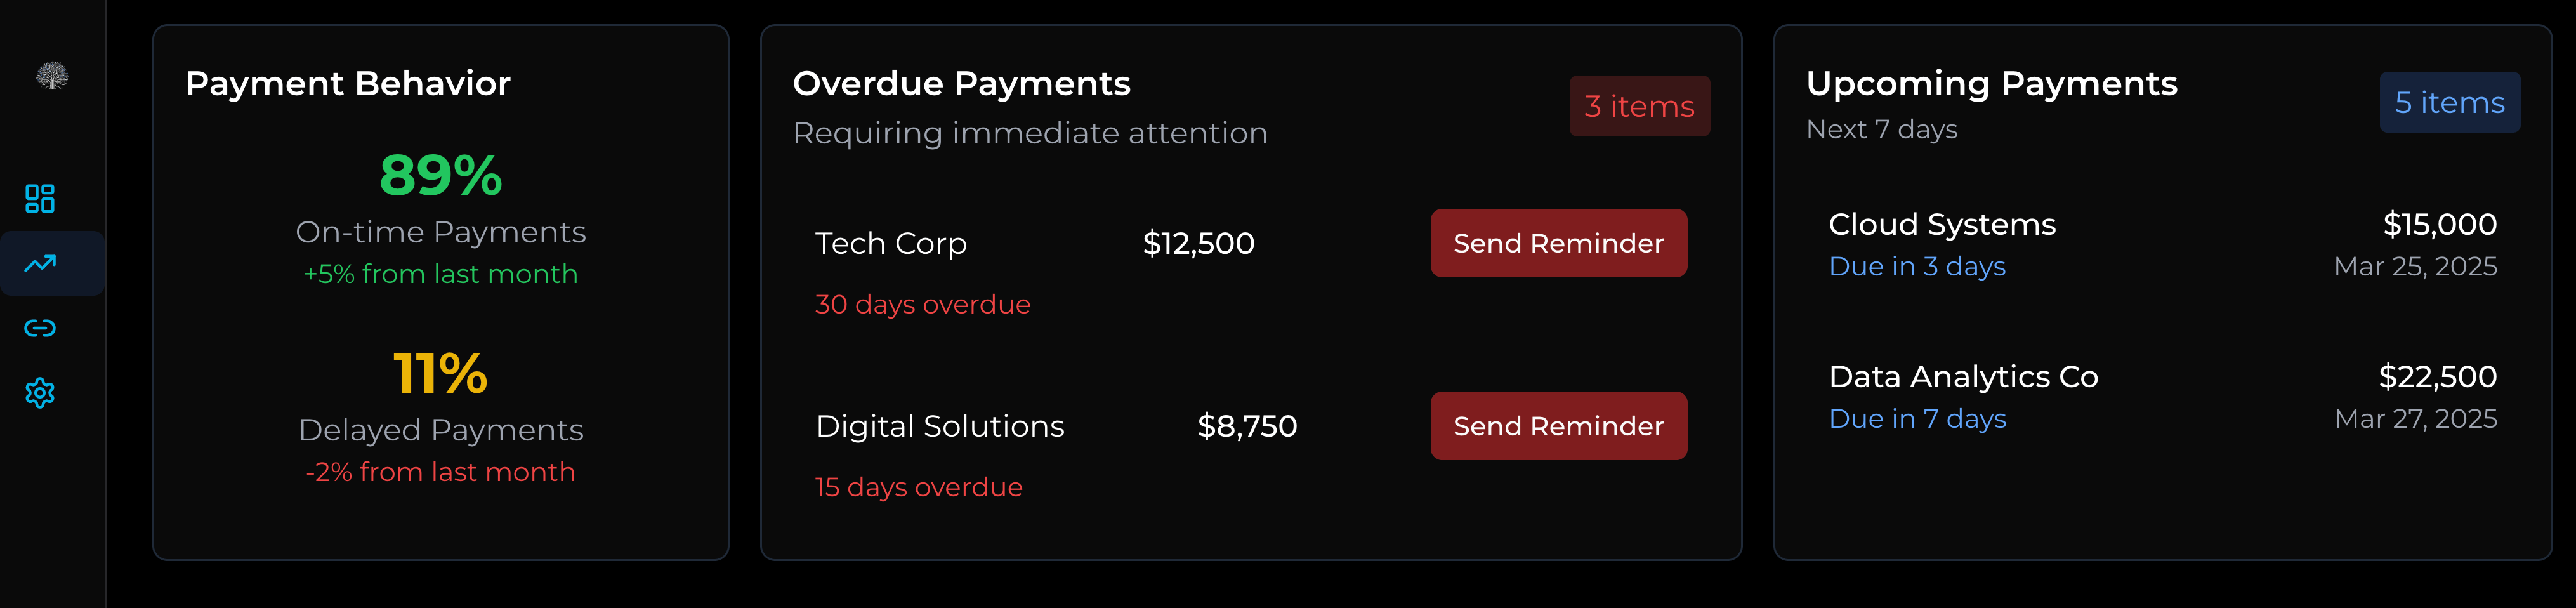 Payment Behavior
89%
On-time Payments
+5% from last month
11%
Delayed Payments
-2% from last month
Overdue Payments
Requiring immediate attention
3 items
Tech Corp $12,500 Send Reminder
30 days overdue
Digital Solutions $8,750 Send Reminder
15 days overdue
Upcoming Payments
Next 7 days
5 items
Cloud Systems $15,000
Due in 3 days Mar 25, 2025
Data Analytics Co $22,500
Due in 7 days Mar 27, 2025